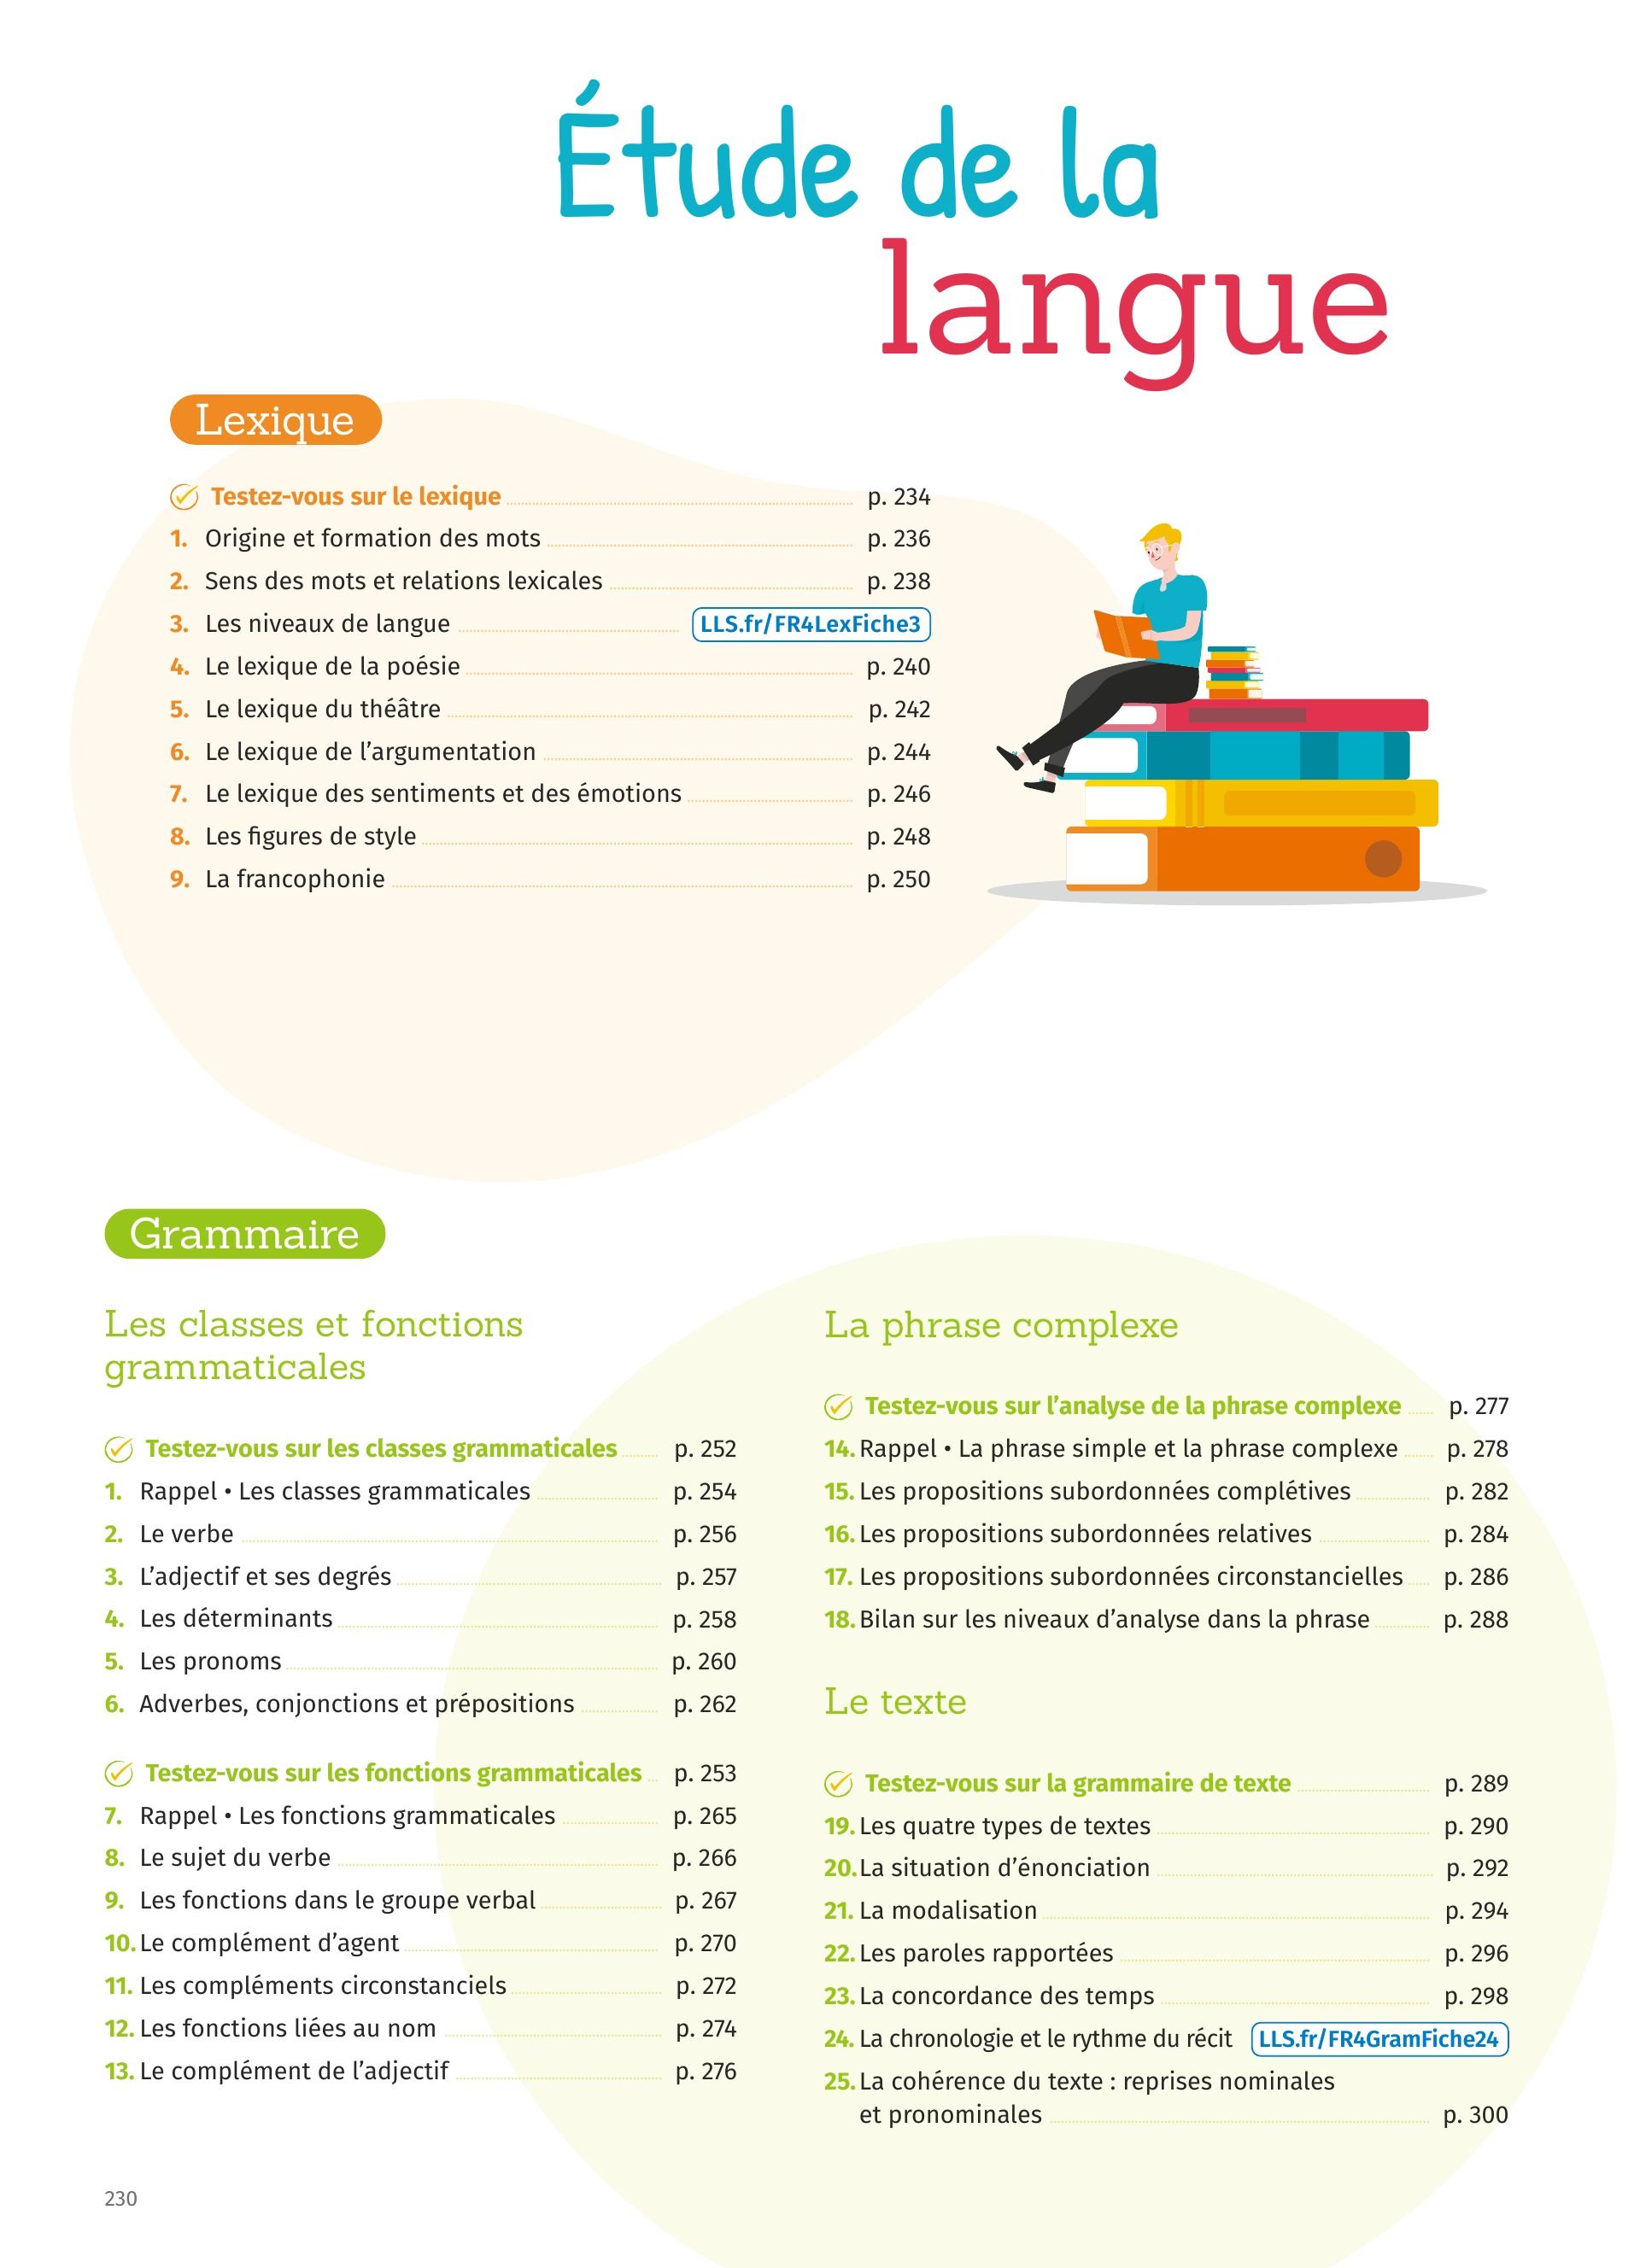 Étude de la
langue
Lexique
Testez-vous sur le lexique p. 234
1. Origine et formation des mots p. 236
2. Sens des mots et relations lexicales p. 238
3. Les niveaux de langue LLS.fr/FR4LexFiche3
4. Le lexique de la poésie p. 240
5. Le lexique du théâtre p. 242
6. Le lexique de l’argumentation p. 244
7. Le lexique des sentiments et des émotions p. 246
8. Les figures de style p. 248
9. La francophonie p. 250
Grammaire
Les classes et fonctions
grammaticales
Testez-vous sur les classes grammaticales p. 252
1. Rappel • Les classes grammaticales p. 254
2. Le verbe p. 256
3. L’adjectif et ses degrés p. 257
4. Les déterminants p. 258
5. Les pronoms p. 260
6. Adverbes, conjonctions et prépositions p. 262
Testez-vous sur les fonctions grammaticales p. 253
7. Rappel • Les fonctions grammaticales p. 265
8. Le sujet du verbe p. 266
9. Les fonctions dans le groupe verbal p. 267
10. Le complément d’agent p. 270
11. Les compléments circonstanciels p. 272
12. Les fonctions liées au nom p. 274
13. Le complément de l’adjectif p. 276
La phrase complexe
Testez-vous sur l’analyse de la phrase complexe p. 277
14. Rappel • La phrase simple et la phrase complexe p. 278
15. Les propositions subordonnées complétives p. 282
16. Les propositions subordonnées relatives p. 284
17. Les propositions subordonnées circonstancielles p. 286
18. Bilan sur les niveaux d’analyse dans la phrase p. 288
Le texte
Testez-vous sur la grammaire de texte p. 289
19. Les quatre types de textes p. 290
20. La situation d’énonciation p. 292
21. La modalisation p. 294
22. Les paroles rapportées p. 296
23. La concordance des temps p. 298
24. La chronologie et le rythme du récit LLS.fr/FR4GramFiche24
25. La cohérence du texte : reprises nominales
et pronominales p. 300
230